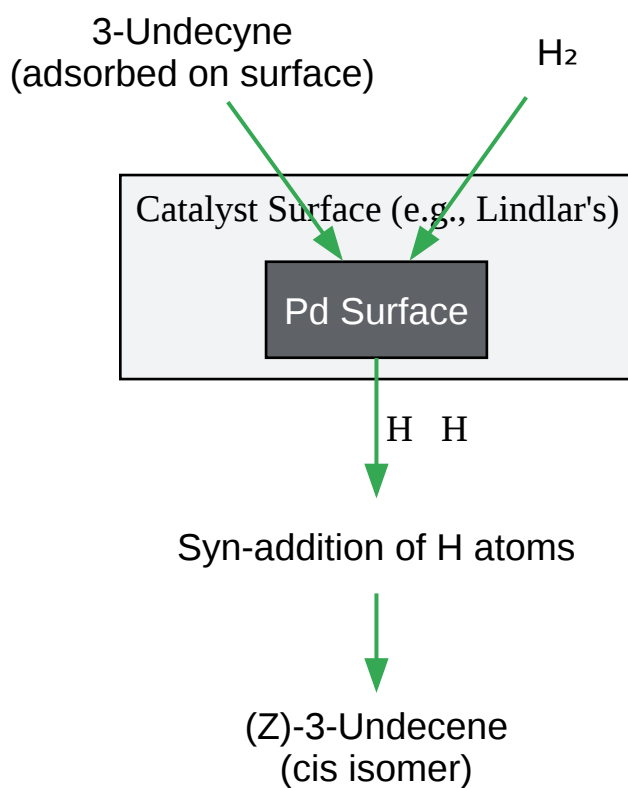 3-Undecyne
(adsorbed on surface)
H₂
Catalyst Surface (e.g., Lindlar's)
Pd Surface
H H
Syn-addition of H atoms
(Z)-3-Undecene
(cis isomer)